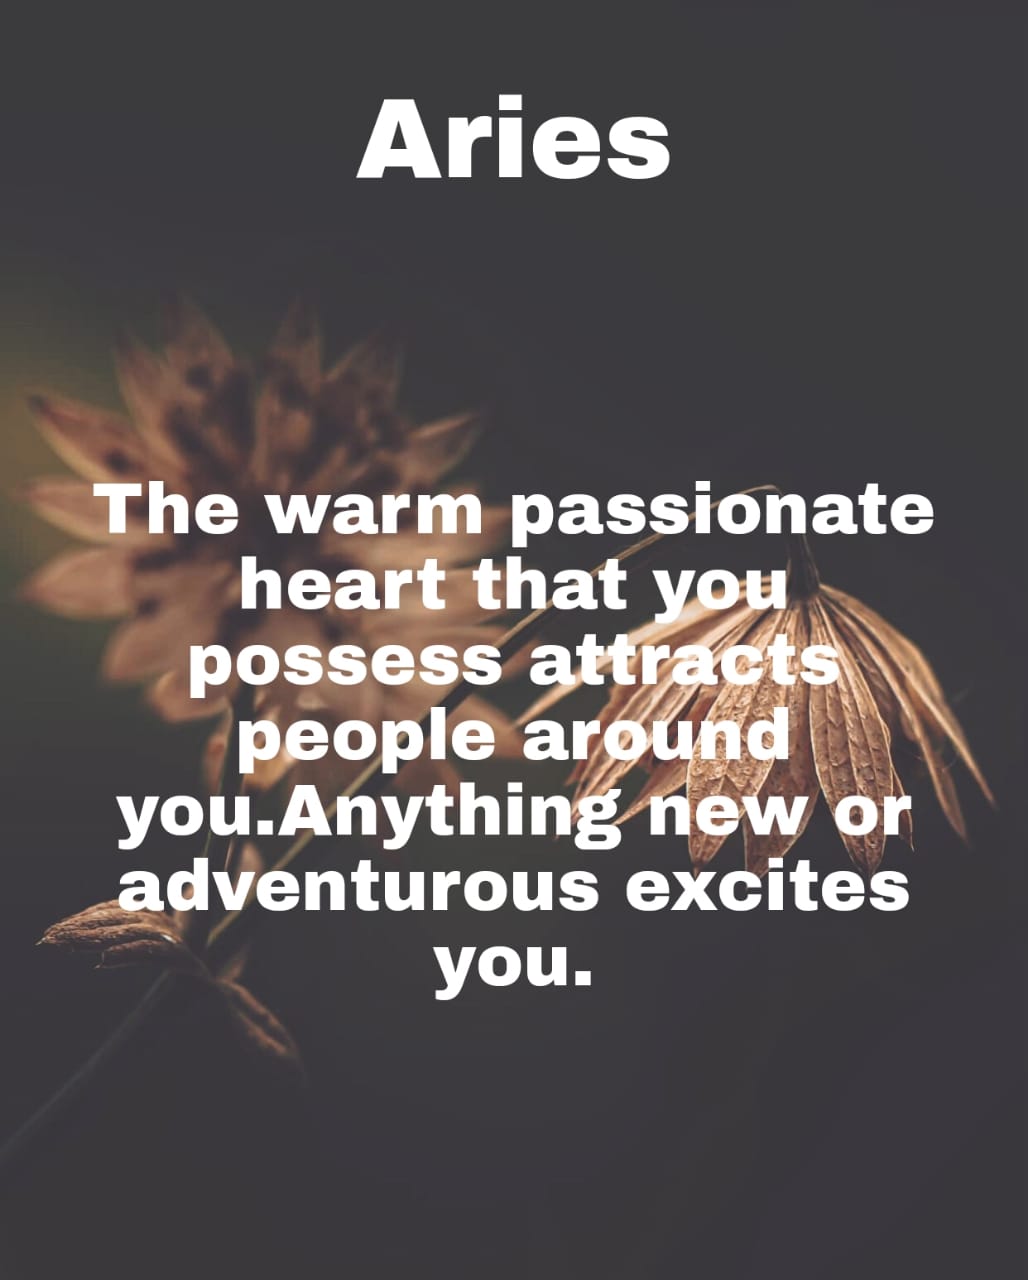 Aries
The warm passionate
heart that you
possess attracts
people around
you.Anything new or
adventurous excites
you.